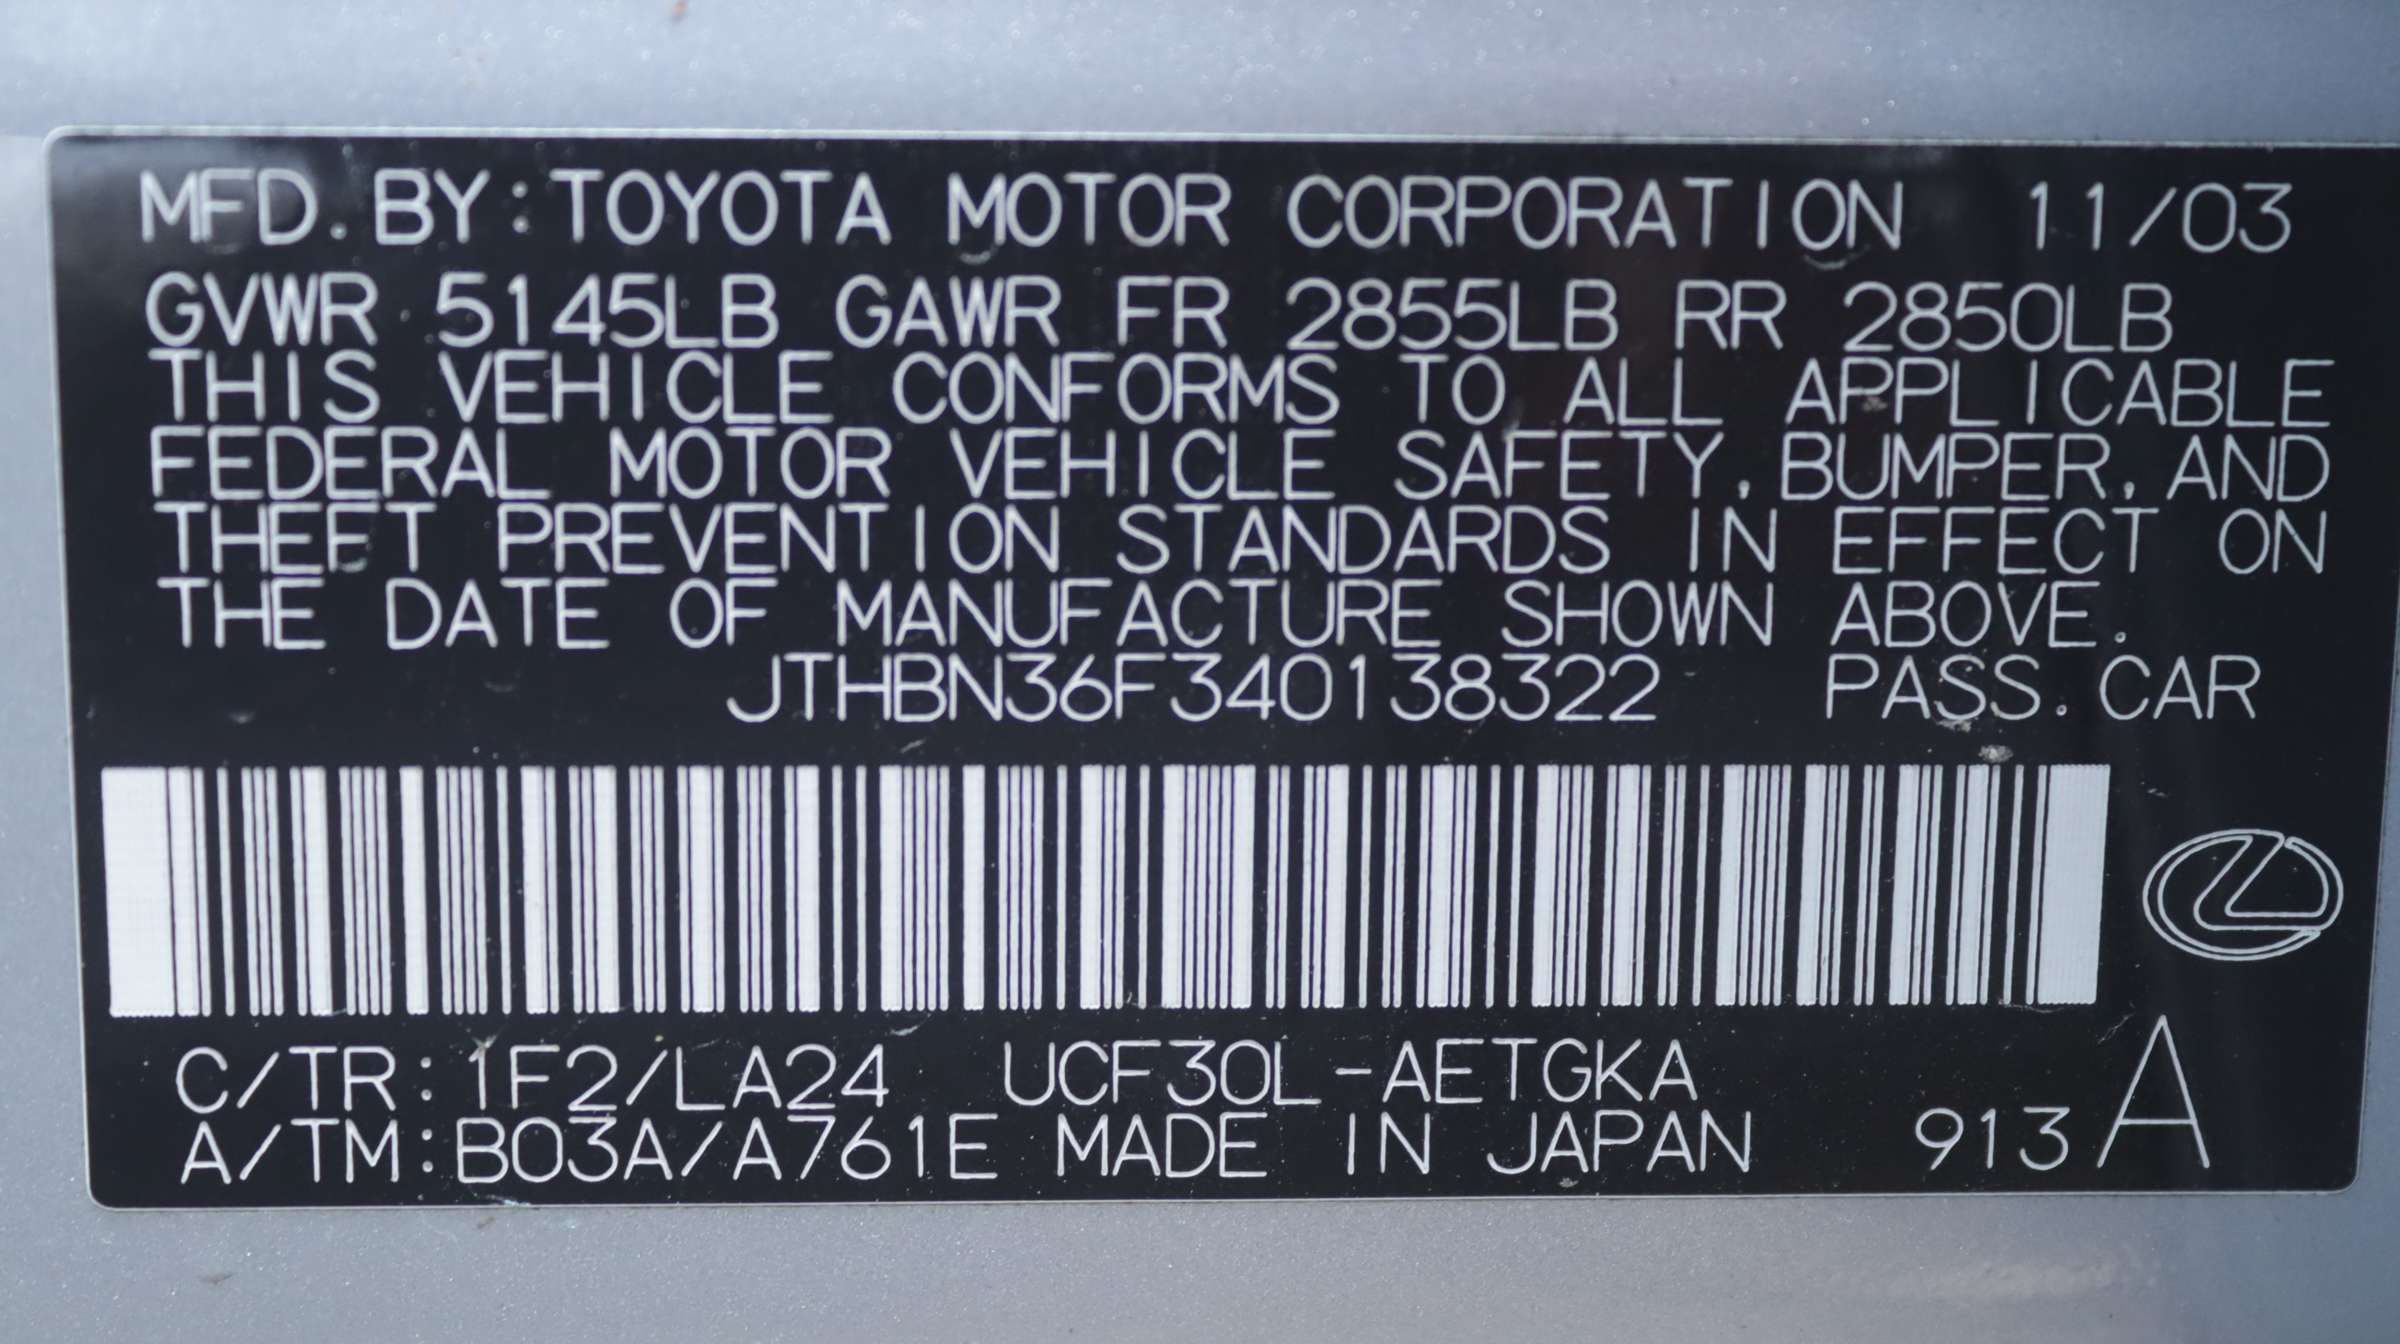 MFD.BY:TOYOTA MOTOR CORPORATION 11/03
GVWR 5145LB GAWR FR 2855LB RR 2850LB
THIS VEHICLE CONFORMS TO ALL APPLICABLE
FEDERAL MOTOR VEHICLE SAFETY,BUMPER,AND
THEFT PREVENTION STANDARDS IN EFFECT ON
THE DATE OF MANUFACTURE SHOWN ABOVE.
JTHBN36F340138322 PASS.CAR
C/TR:1F2/LA24 UCF30L-AETGKA
A/TM:B03A/A761E MADE IN JAPAN 913 A